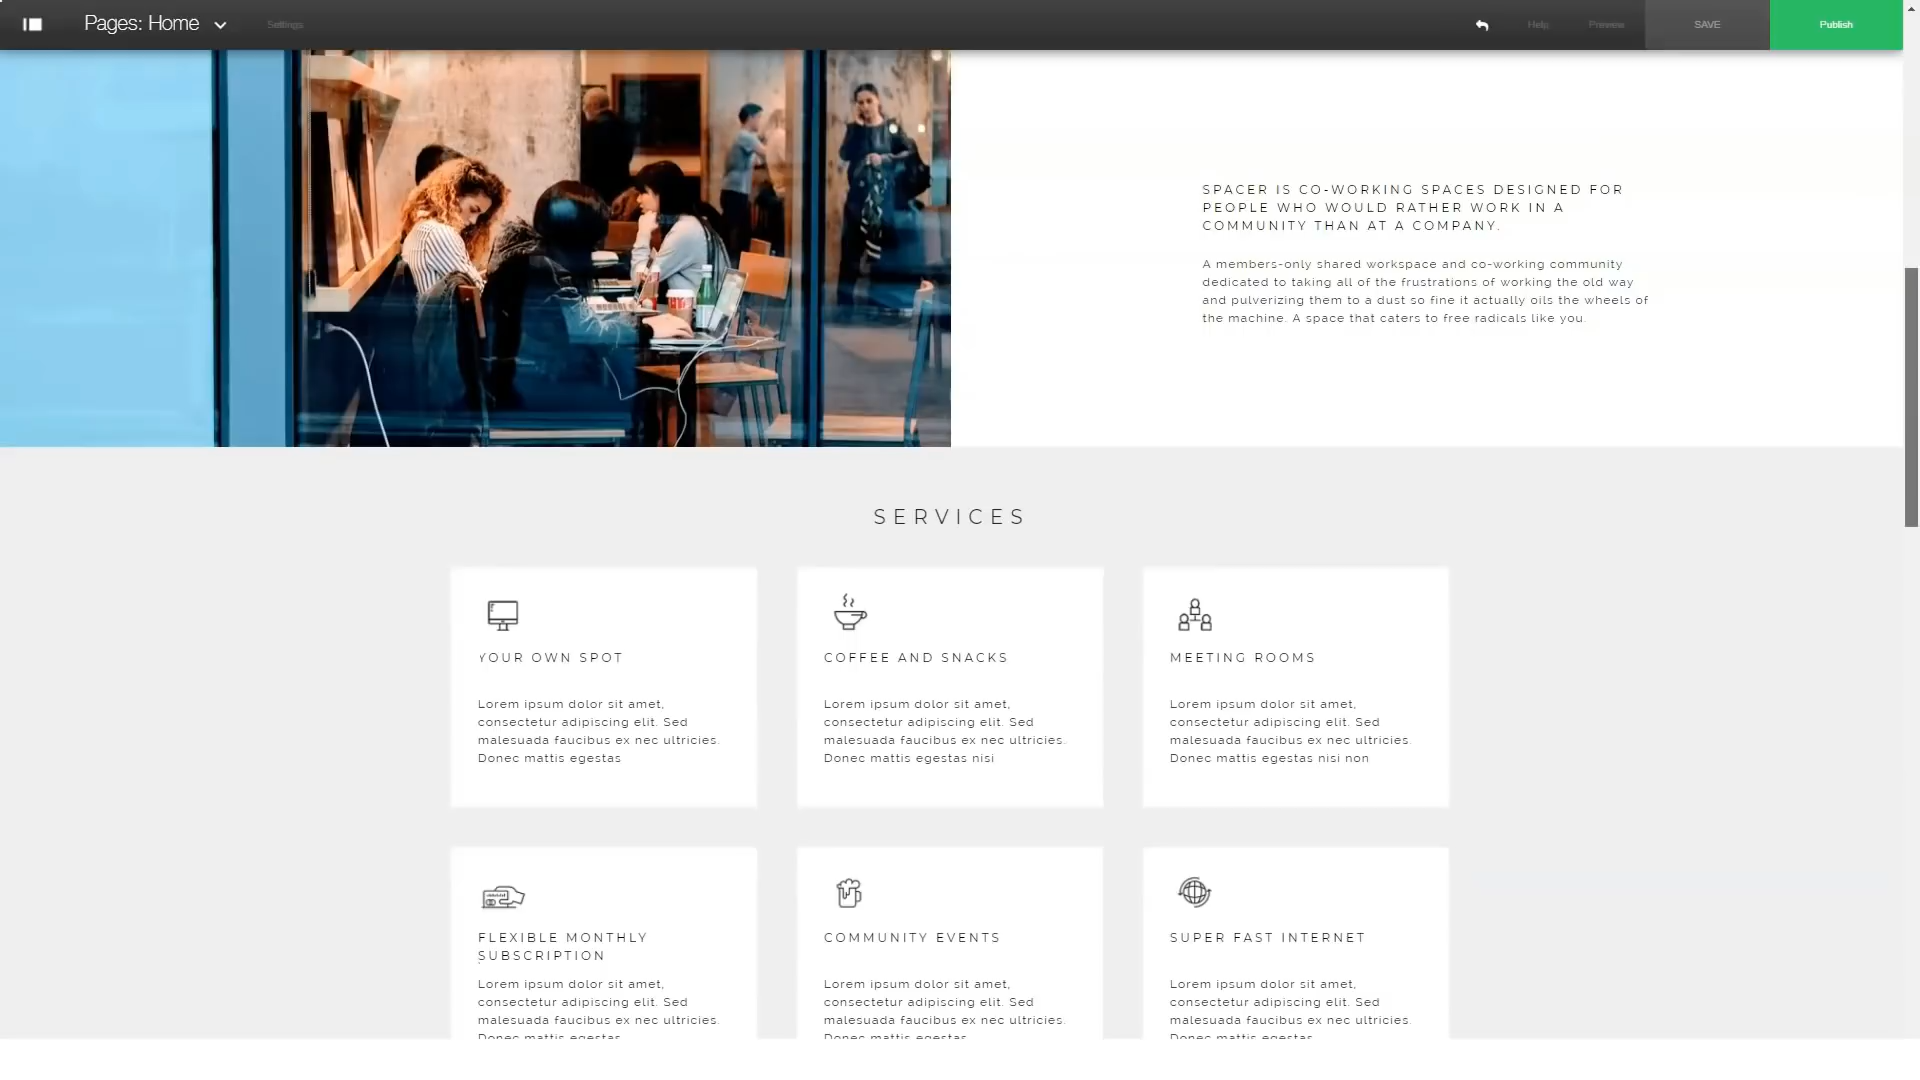 Pages: Home
Settings
Help
Preview
SAVE
Publish
SPACER IS CO-WORKING SPACES DESIGNED FOR
PEOPLE WHO WOULD RATHER WORK IN A
COMMUNITY THAN AT A COMPANY.
A members-only shared workspace and co-working community
dedicated to taking all of the frustrations of working the old way
and pulverizing them to a dust so fine it actually oils the wheels of
the machine. A space that caters to free radicals like you.
SERVICES
YOUR OWN SPOT
Lorem ipsum dolor sit amet,
consectetur adipiscing elit. Sed
malesuada faucibus ex nec ultricies.
Donec mattis egestas
COFFEE AND SNACKS
Lorem ipsum dolor sit amet,
consectetur adipiscing elit. Sed
malesuada faucibus ex nec ultricies.
Donec mattis egestas nisi
MEETING ROOMS
Lorem ipsum dolor sit amet,
consectetur adipiscing elit. Sed
malesuada faucibus ex nec ultricies.
Donec mattis egestas nisi non
FLEXIBLE MONTHLY
SUBSCRIPTION
Lorem ipsum dolor sit amet,
consectetur adipiscing elit. Sed
malesuada faucibus ex nec ultricies.
Donec mattis egestas
COMMUNITY EVENTS
Lorem ipsum dolor sit amet,
consectetur adipiscing elit. Sed
malesuada faucibus ex nec ultricies.
Donec mattis egestas
SUPER FAST INTERNET
Lorem ipsum dolor sit amet,
consectetur adipiscing elit. Sed
malesuada faucibus ex nec ultricies.
Donec mattis egestas